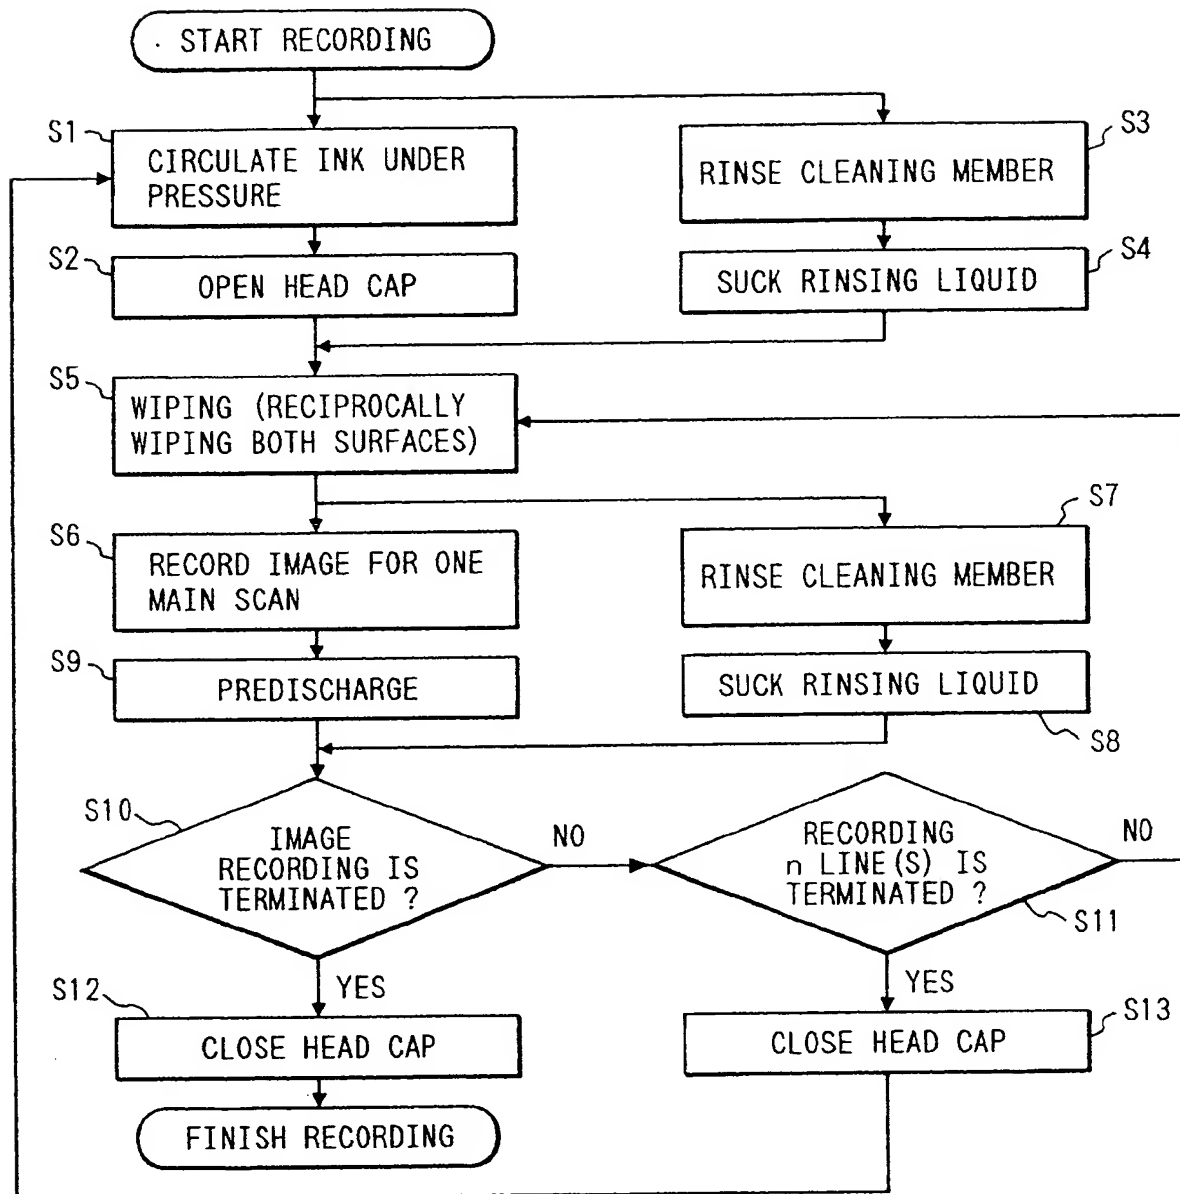 START RECORDING
S1
CIRCULATE INK UNDER
PRESSURE
S3
RINSE CLEANING MEMBER
S2
OPEN HEAD CAP
S4
SUCK RINSING LIQUID
S5
WIPING (RECIPROCALLY
WIPING BOTH SURFACES)
S6
RECORD IMAGE FOR ONE
MAIN SCAN
S7
RINSE CLEANING MEMBER
S9
PREDISCHARGE
SUCK RINSING LIQUID
S8
S10
IMAGE
RECORDING IS
TERMINATED ?
NO
RECORDING
n LINE(S) IS
TERMINATED ?
NO
S11
YES
YES
S12
CLOSE HEAD CAP
S13
CLOSE HEAD CAP
FINISH RECORDING